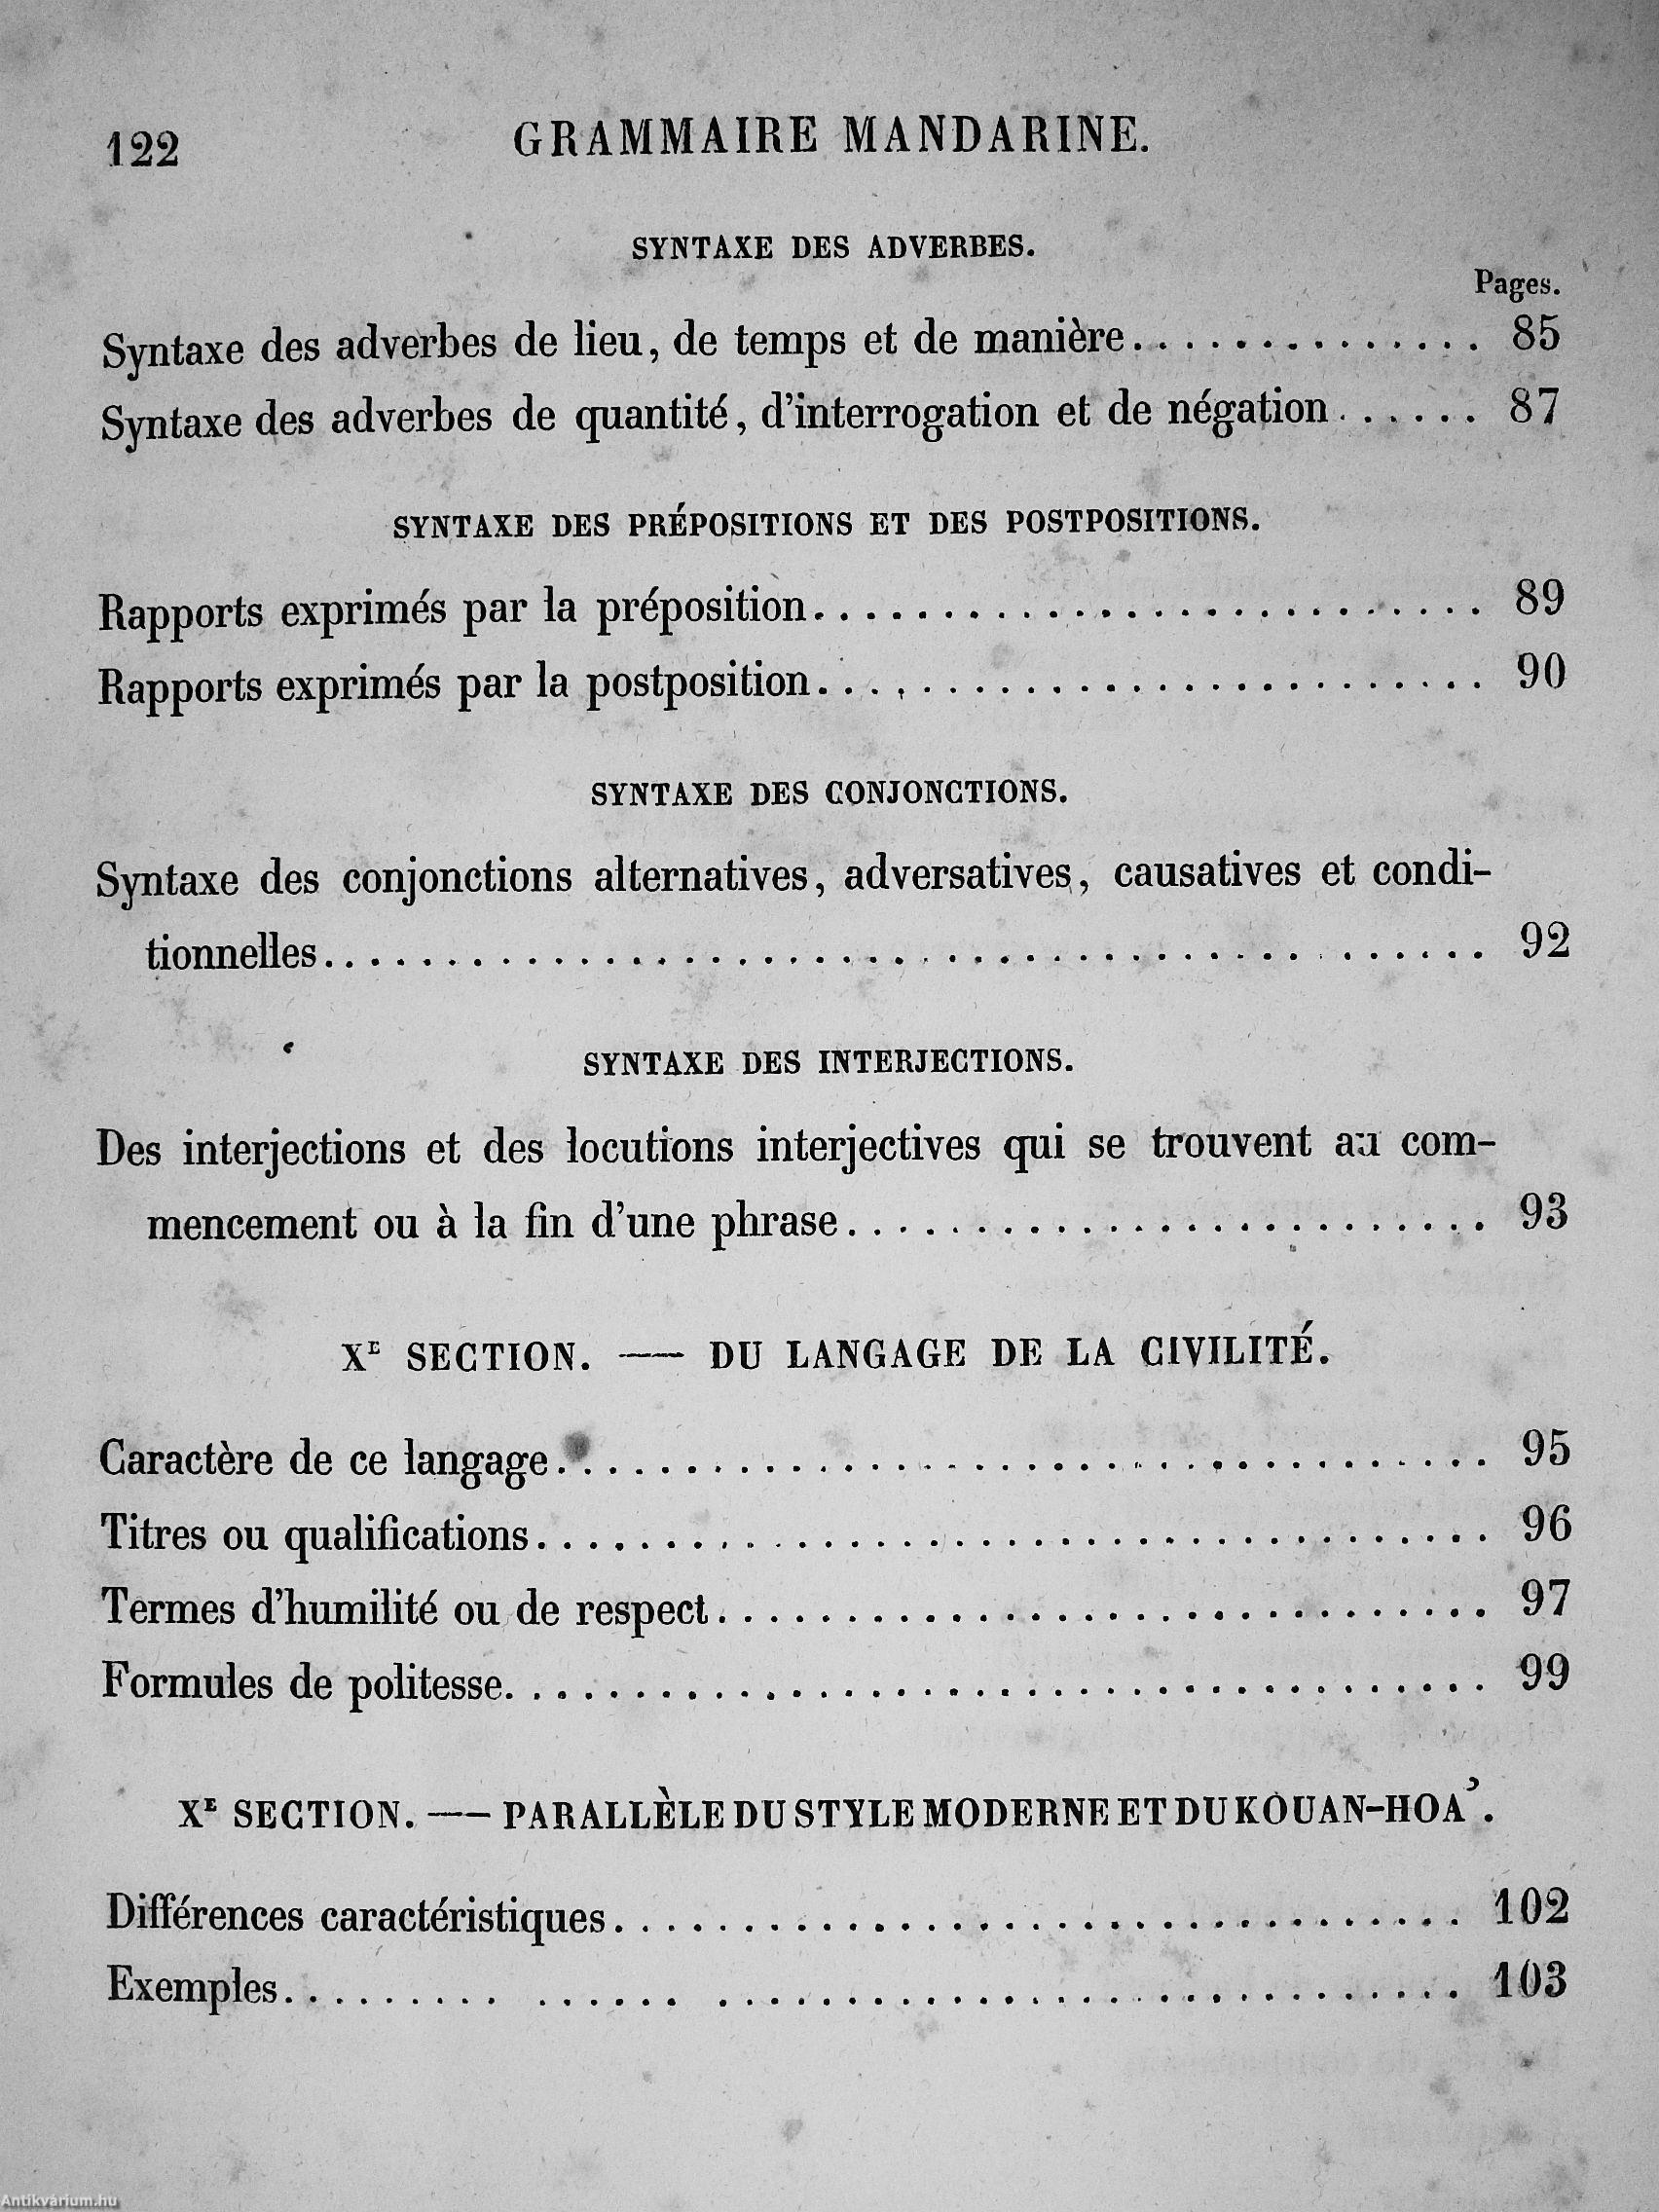 122 GRAMMAIRE MANDARINE.
SYNTAXE DES ADVERBES.
Pages.
Syntaxe des adverbes de lieu, de temps et de manière.............. 85
Syntaxe des adverbes de quantité, d'interrogation et de négation...... 87
SYNTAXE DES PRÉPOSITIONS ET DES POSTPOSITIONS.
Rapports exprimés par la préposition.......................... 89
Rapports exprimés par la postposition.......................... 90
SYNTAXE DES CONJONCTIONS.
Syntaxe des conjonctions alternatives, adversatives, causatives et condi-
tionnelles............................................. 92
SYNTAXE DES INTERJECTIONS.
Des interjections et des locutions interjectives qui se trouvent au com-
mencement ou à la fin d'une phrase......................... 93
XE SECTION. —— DU LANGAGE DE LA CIVILITÉ.
Caractère de ce langage.................................... 95
Titres ou qualifications..................................... 96
Termes d'humilité ou de respect.............................. 97
Formules de politesse...................................... 99
XE SECTION. —— PARALLÈLE DU STYLE MODERNE ET DU KOUAN-HOA'.
Différences caractéristiques................................. 102
Exemples............................................. 103
Antikvárium.hu